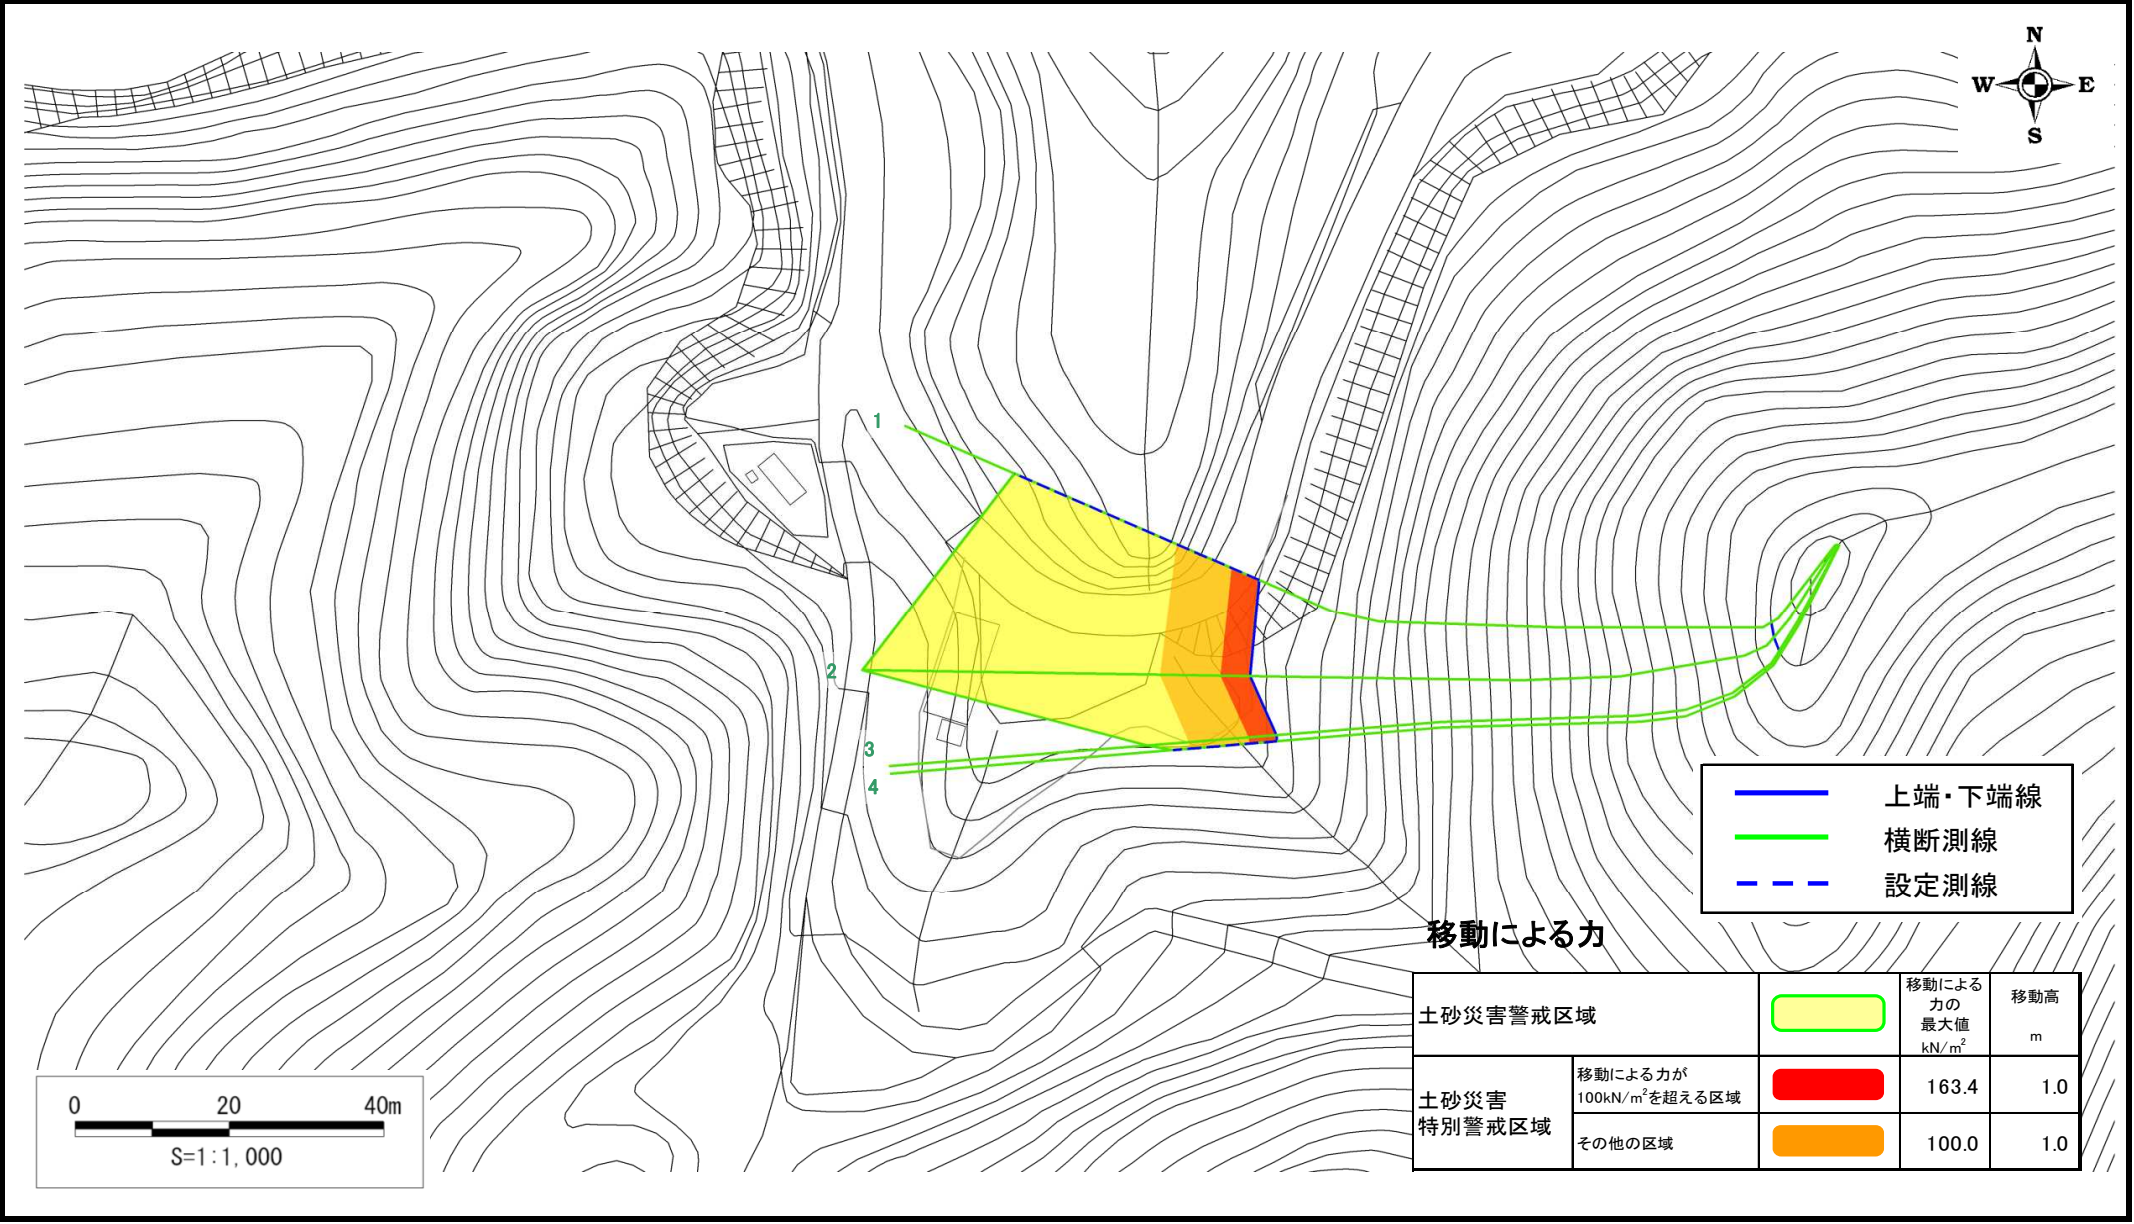 N
W E
S
1
2
3
4
上端・下端線
横断測線
設定測線
移動による力
土砂災害警戒区域
移動による
力の
最大値
kN/m²
移動高
m
土砂災害
特別警戒区域
移動による力が
100kN/m²を超える区域
163.4
1.0
その他の区域
100.0
1.0
0 20 40m
S=1:1,000